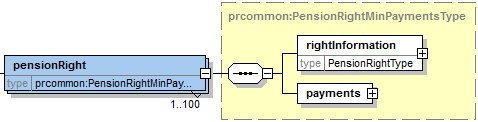 prcommon:PensionRightMinPaymentsType
pensionRight
type prcommon:PensionRightMinPay...
1..100
rightInformation
type PensionRightType
payments